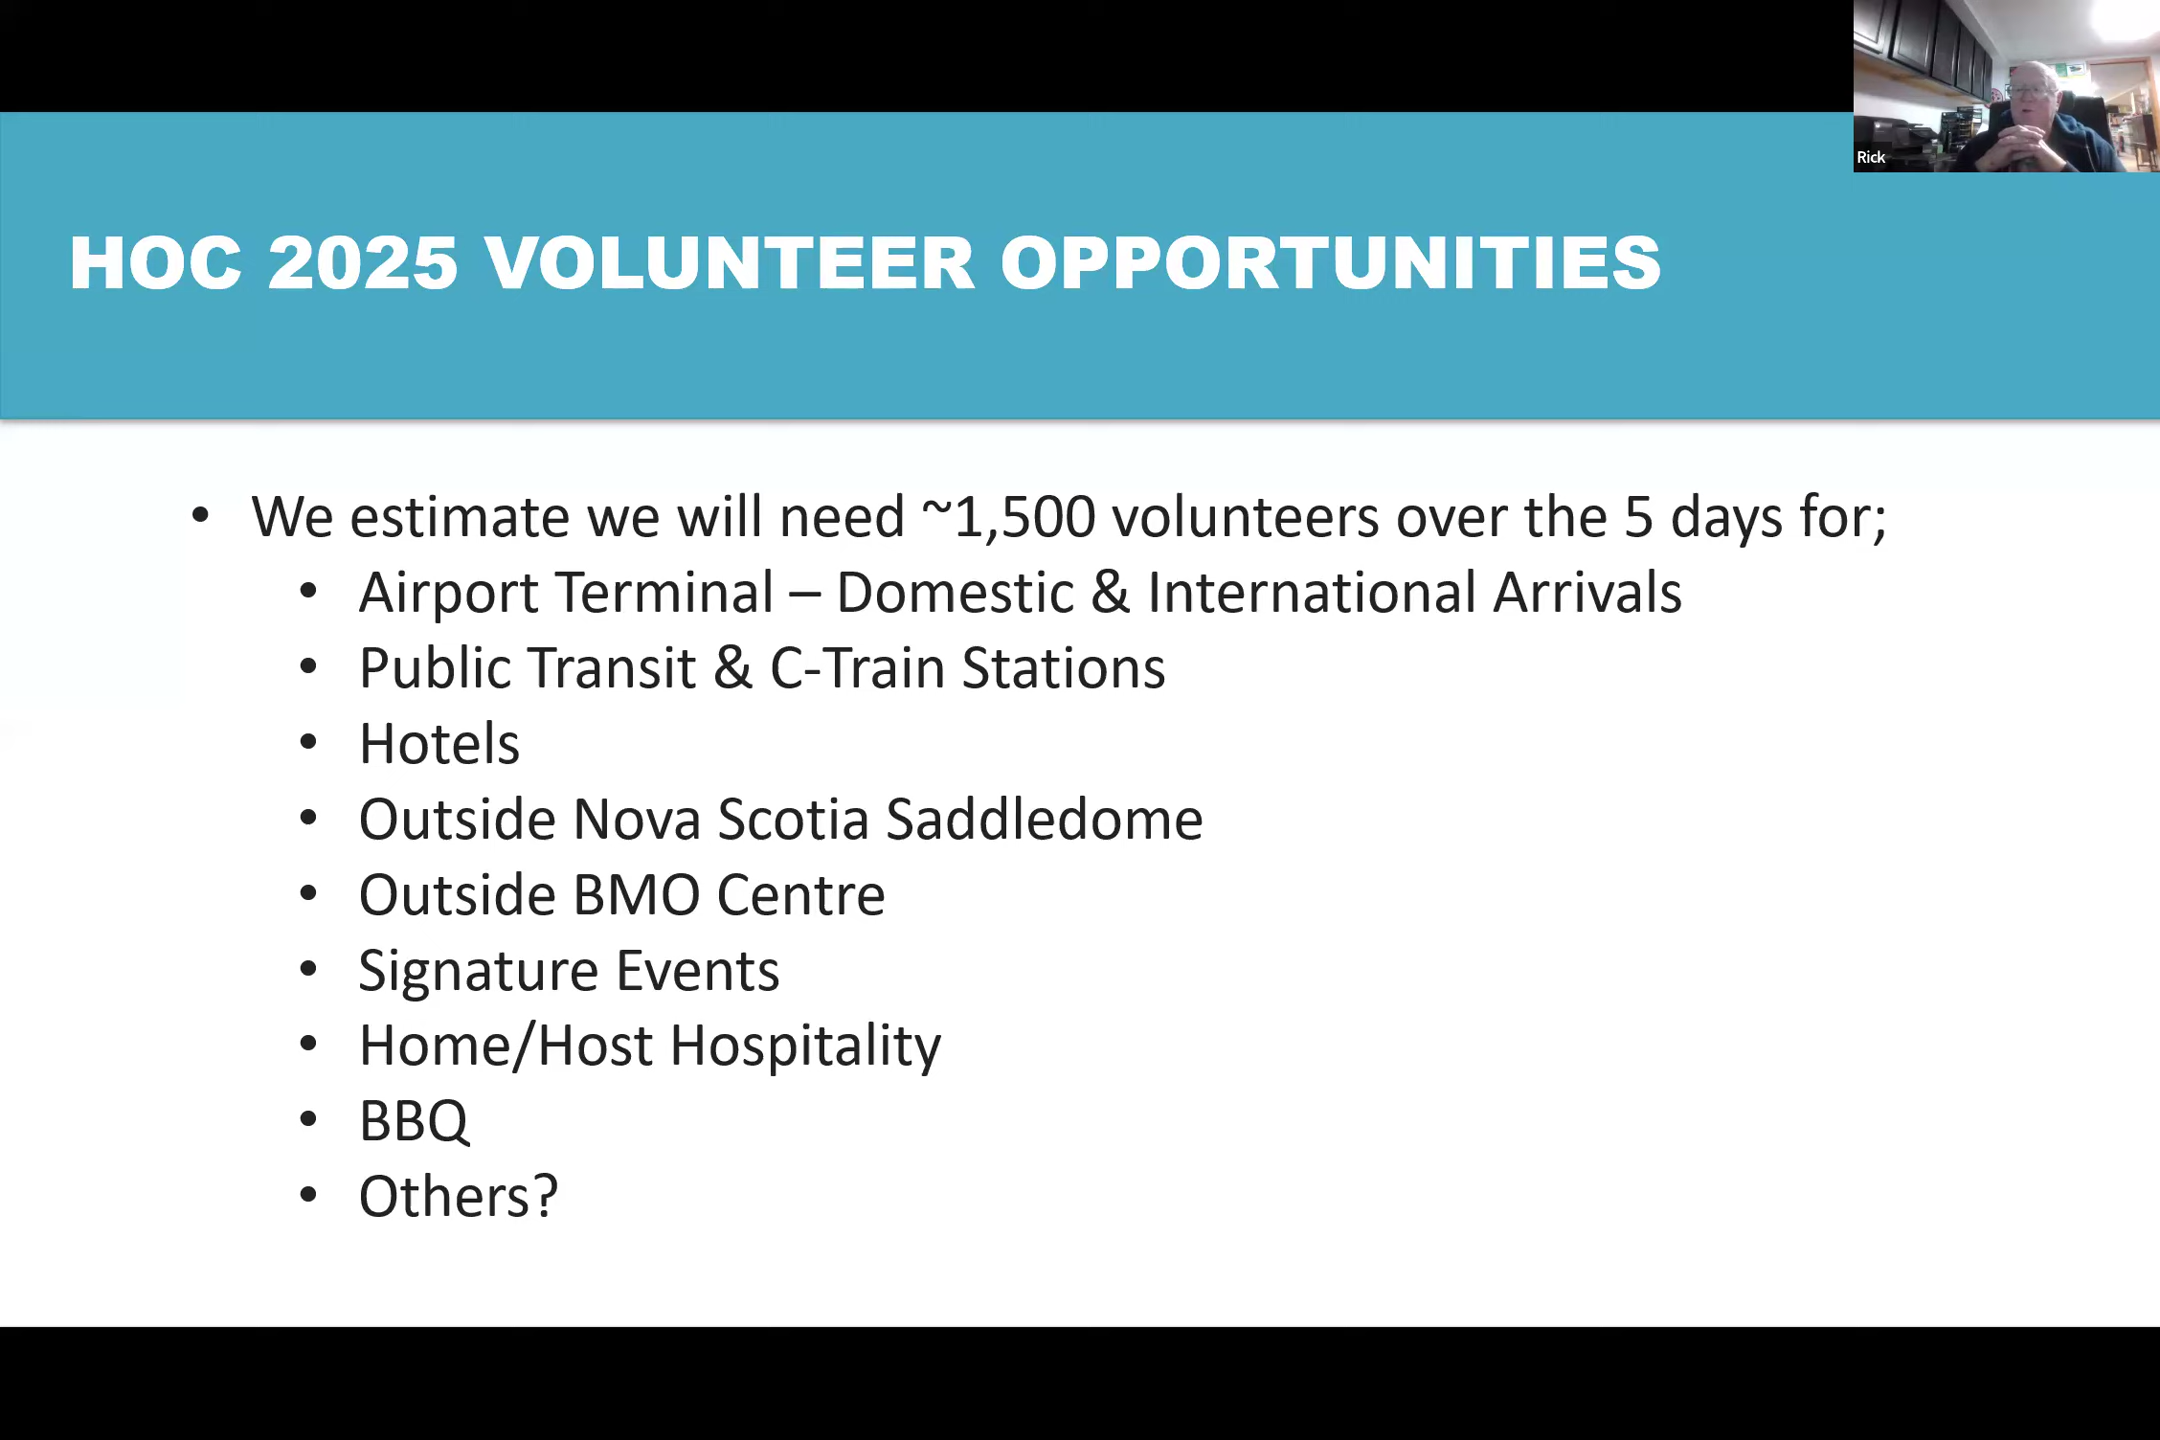 Rick
HOC 2025 VOLUNTEER OPPORTUNITIES
• We estimate we will need ~1,500 volunteers over the 5 days for;
• Airport Terminal – Domestic & International Arrivals
• Public Transit & C-Train Stations
• Hotels
• Outside Nova Scotia Saddledome
• Outside BMO Centre
• Signature Events
• Home/Host Hospitality
• BBQ
• Others?